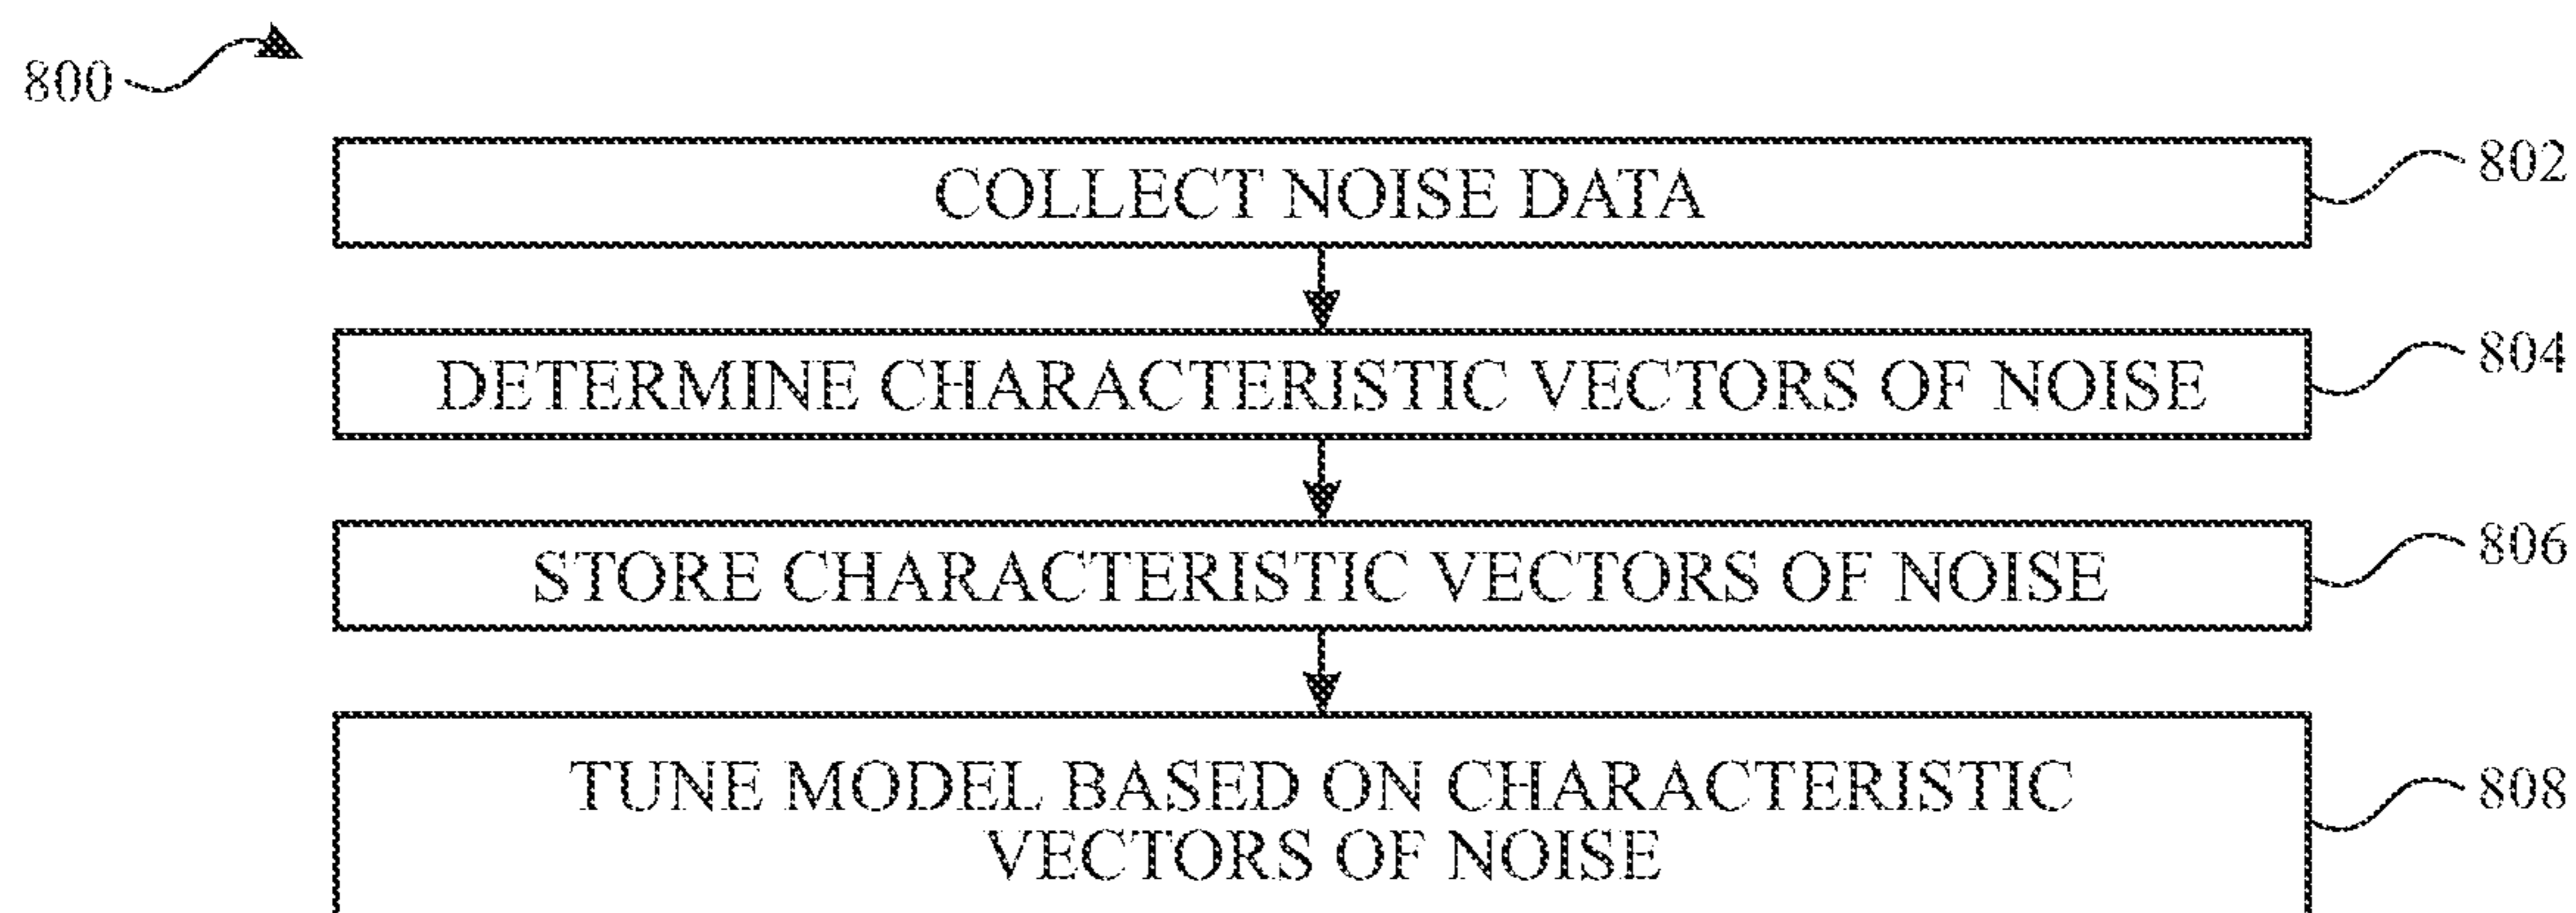 800
COLLECT NOISE DATA
802
DETERMINE CHARACTERISTIC VECTORS OF NOISE
804
STORE CHARACTERISTIC VECTORS OF NOISE
806
TUNE MODEL BASED ON CHARACTERISTIC
VECTORS OF NOISE
808